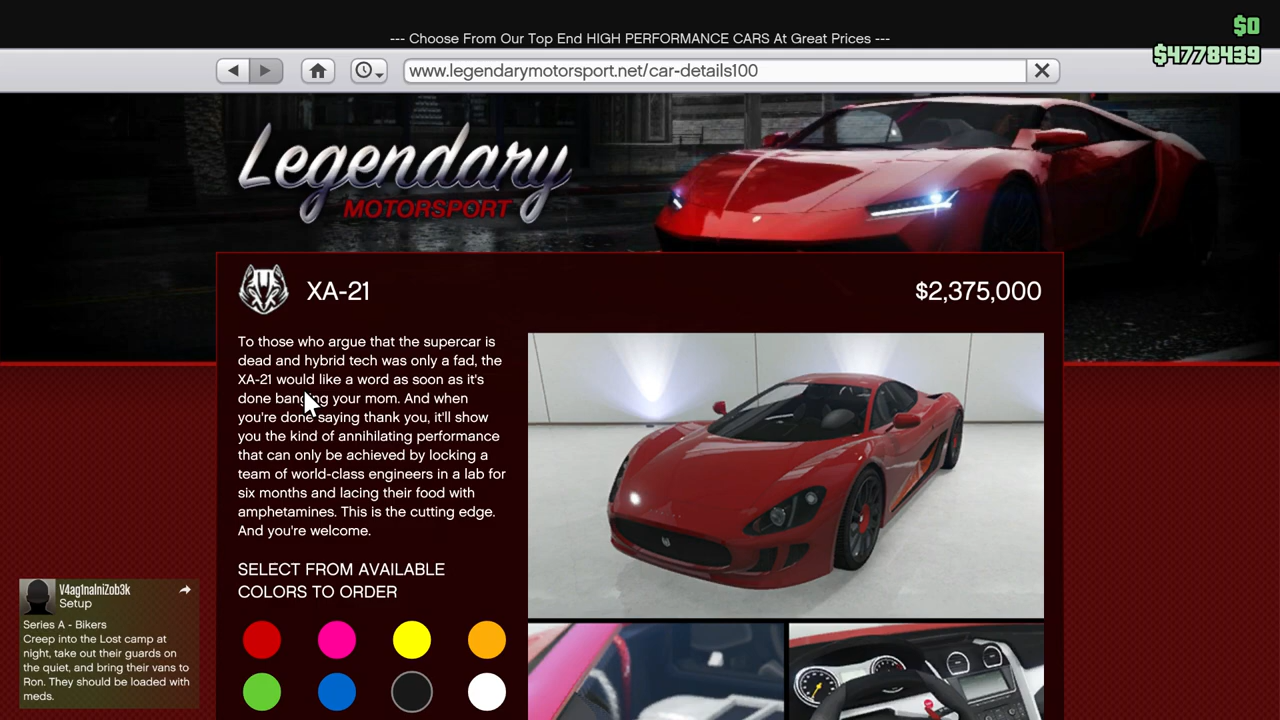 --- Choose From Our Top End HIGH PERFORMANCE CARS At Great Prices ---
$0
$4778439
www.legendarymotorsport.net/car-details100
Legendary
MOTORSPORT
XA-21
$2,375,000
To those who argue that the supercar is
dead and hybrid tech was only a fad, the
XA-21 would like a word as soon as it's
done banging your mom. And when
you're done saying thank you, it'll show
you the kind of annihilating performance
that can only be achieved by locking a
team of world-class engineers in a lab for
six months and lacing their food with
amphetamines. This is the cutting edge.
And you're welcome.
SELECT FROM AVAILABLE
COLORS TO ORDER
V4ag1nalniZob3k
Setup
Series A - Bikers
Creep into the Lost camp at
night, take out their guards on
the quiet, and bring their vans to
Ron. They should be loaded with
meds.